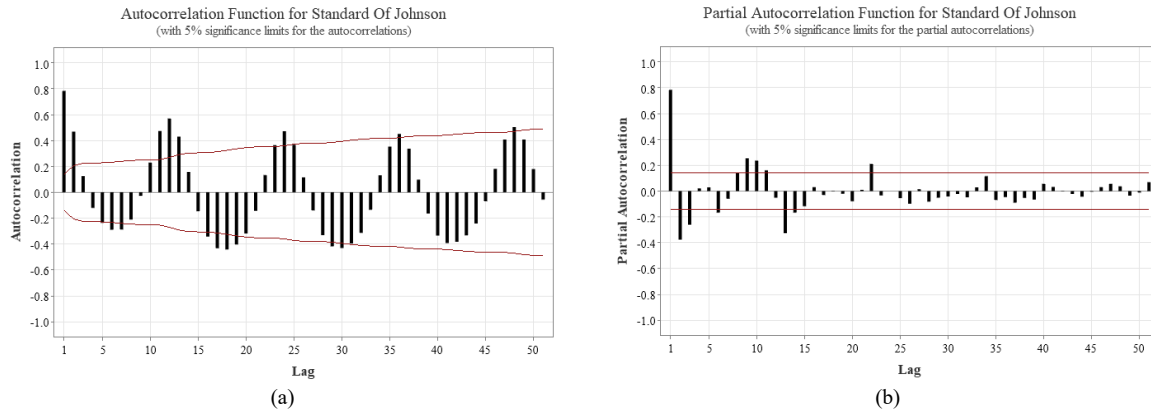 Autocorrelation Function for Standard Of Johnson
(with 5% significance limits for the autocorrelations)
1.0
0.8
0.6
0.4
0.2
0.0
-0.2
-0.4
-0.6
-0.8
-1.0
Autocorrelation
1 5 10 15 20 25 30 35 40 45 50
Lag
(a)
Partial Autocorrelation Function for Standard Of Johnson
(with 5% significance limits for the partial autocorrelations)
1.0
0.8
0.6
0.4
0.2
0.0
-0.2
-0.4
-0.6
-0.8
-1.0
Partial Autocorrelation
1 5 10 15 20 25 30 35 40 45 50
Lag
(b)